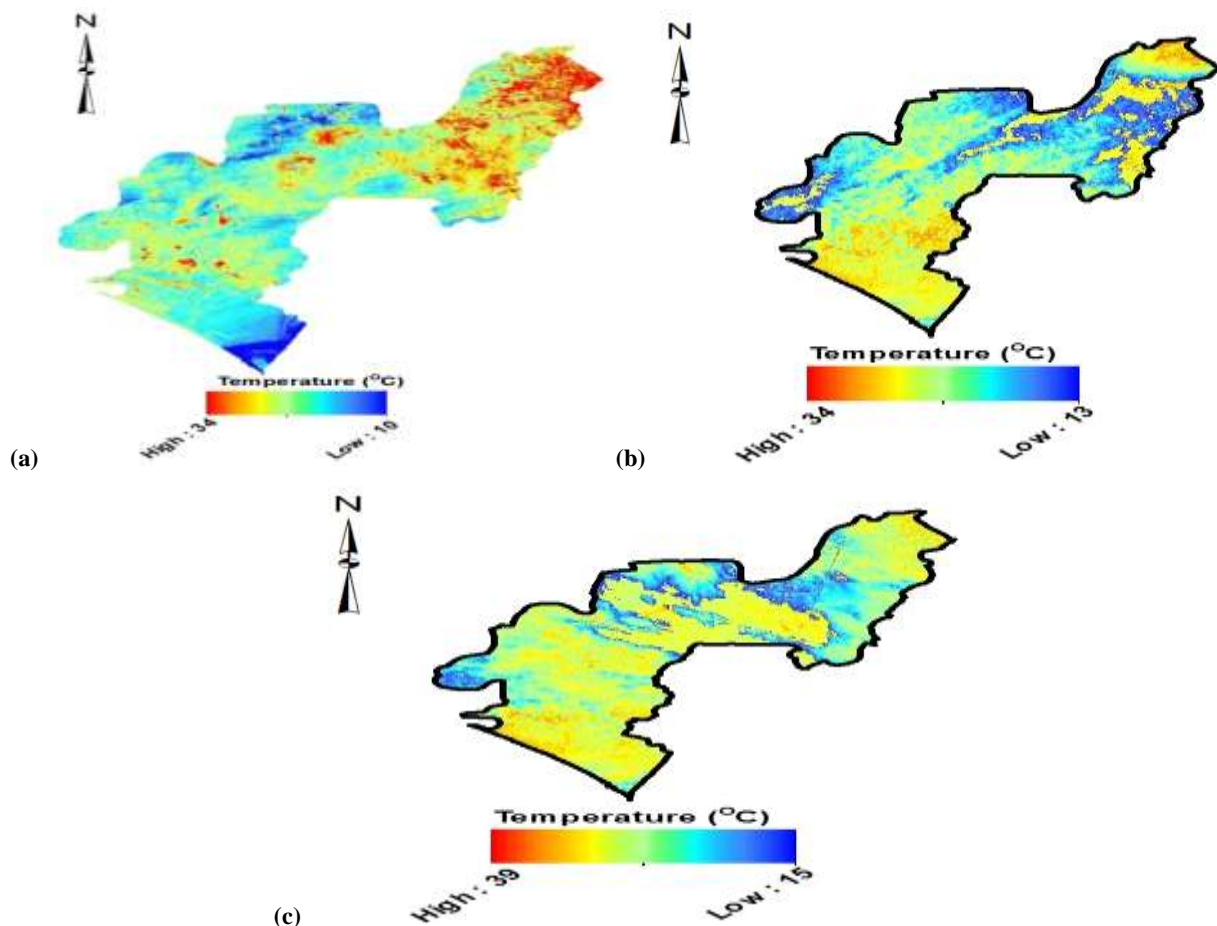 N
Temperature (°C)
High : 34
Low : 10
(a)
N
Temperature (°C)
High : 34
Low : 13
(b)
N
Temperature (°C)
High : 39
Low : 15
(c)